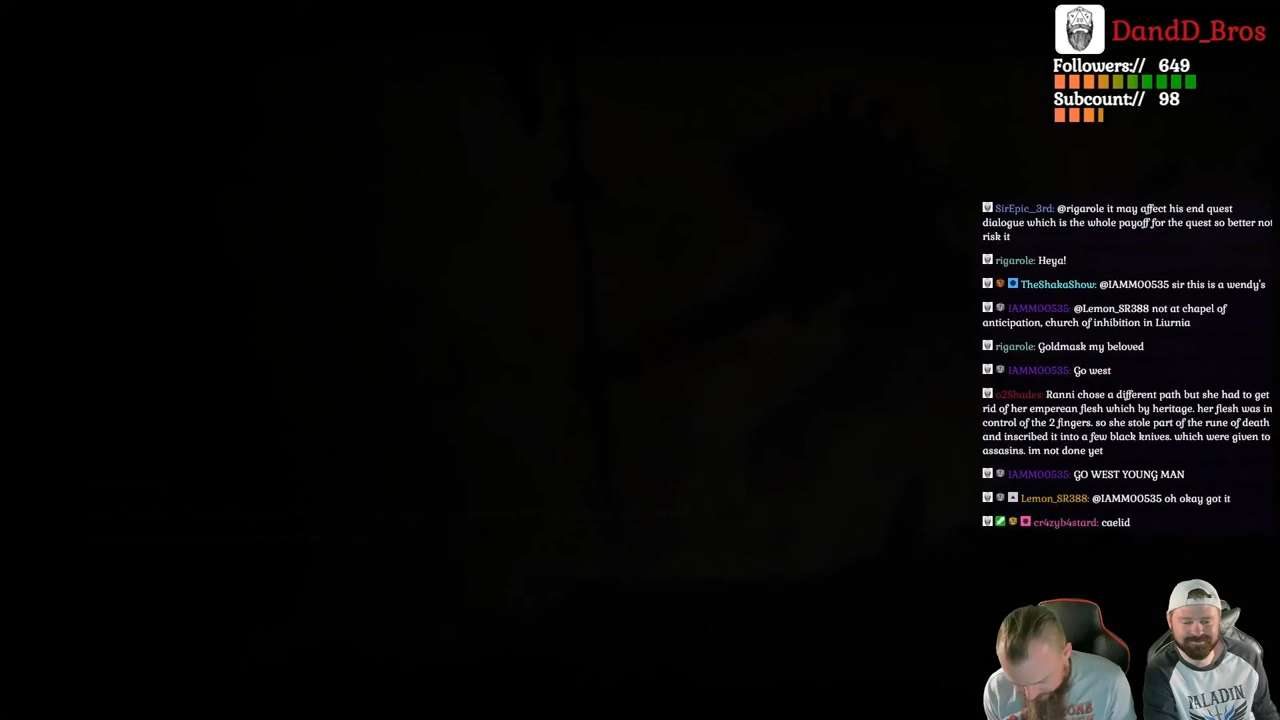 DandD_Bros
Followers// 649
Subcount// 98
SirEpic_3rd: @rigarole it may affect his end quest
dialogue which is the whole payoff for the quest so better not
risk it
rigarole: Heya!
TheShakaShow: @IAMM00535 sir this is a wendy's
IAMM00535: @Lemon_SR388 not at chapel of
anticipation, church of inhibition in Liurnia
rigarole: Goldmask my beloved
IAMM00535: Go west
o2Shades: Ranni chose a different path but she had to get
rid of her emperean flesh which by heritage. her flesh was in
control of the 2 fingers. so she stole part of the rune of death
and inscribed it into a few black knives. which were given to
assasins. im not done yet
IAMM00535: GO WEST YOUNG MAN
Lemon_SR388: @IAMM00535 oh okay got it
cr4zyb4stard: caelid
PALADIN